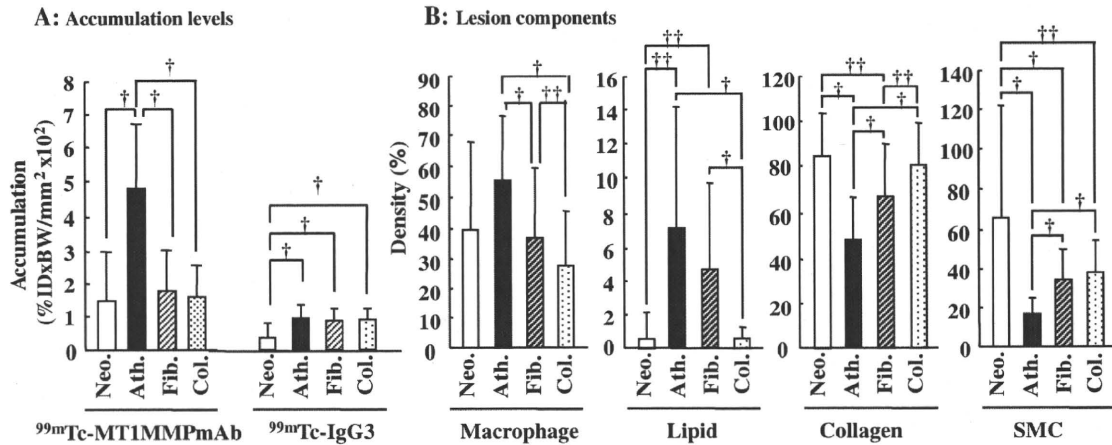 A: Accumulation levels
B: Lesion components
Accumulation
(%IDxBW/mm² x10²)
8
7
6
5
4
3
2
1
0
† † †
† † †
Neo. Ath. Fib. Col.
⁹⁹ᵐTc-MT1MMPmAb
Neo. Ath. Fib. Col.
⁹⁹ᵐTc-IgG3
Density (%)
90
80
70
60
50
40
30
20
10
0
† † ††
Neo. Ath. Fib. Col.
Macrophage
16
14
12
10
8
6
4
2
0
†† †† † †
Neo. Ath. Fib. Col.
Lipid
120
100
80
60
40
20
0
†† †† † † †
Neo. Ath. Fib. Col.
Collagen
140
120
100
80
60
40
20
0
†† † † † †
Neo. Ath. Fib. Col.
SMC